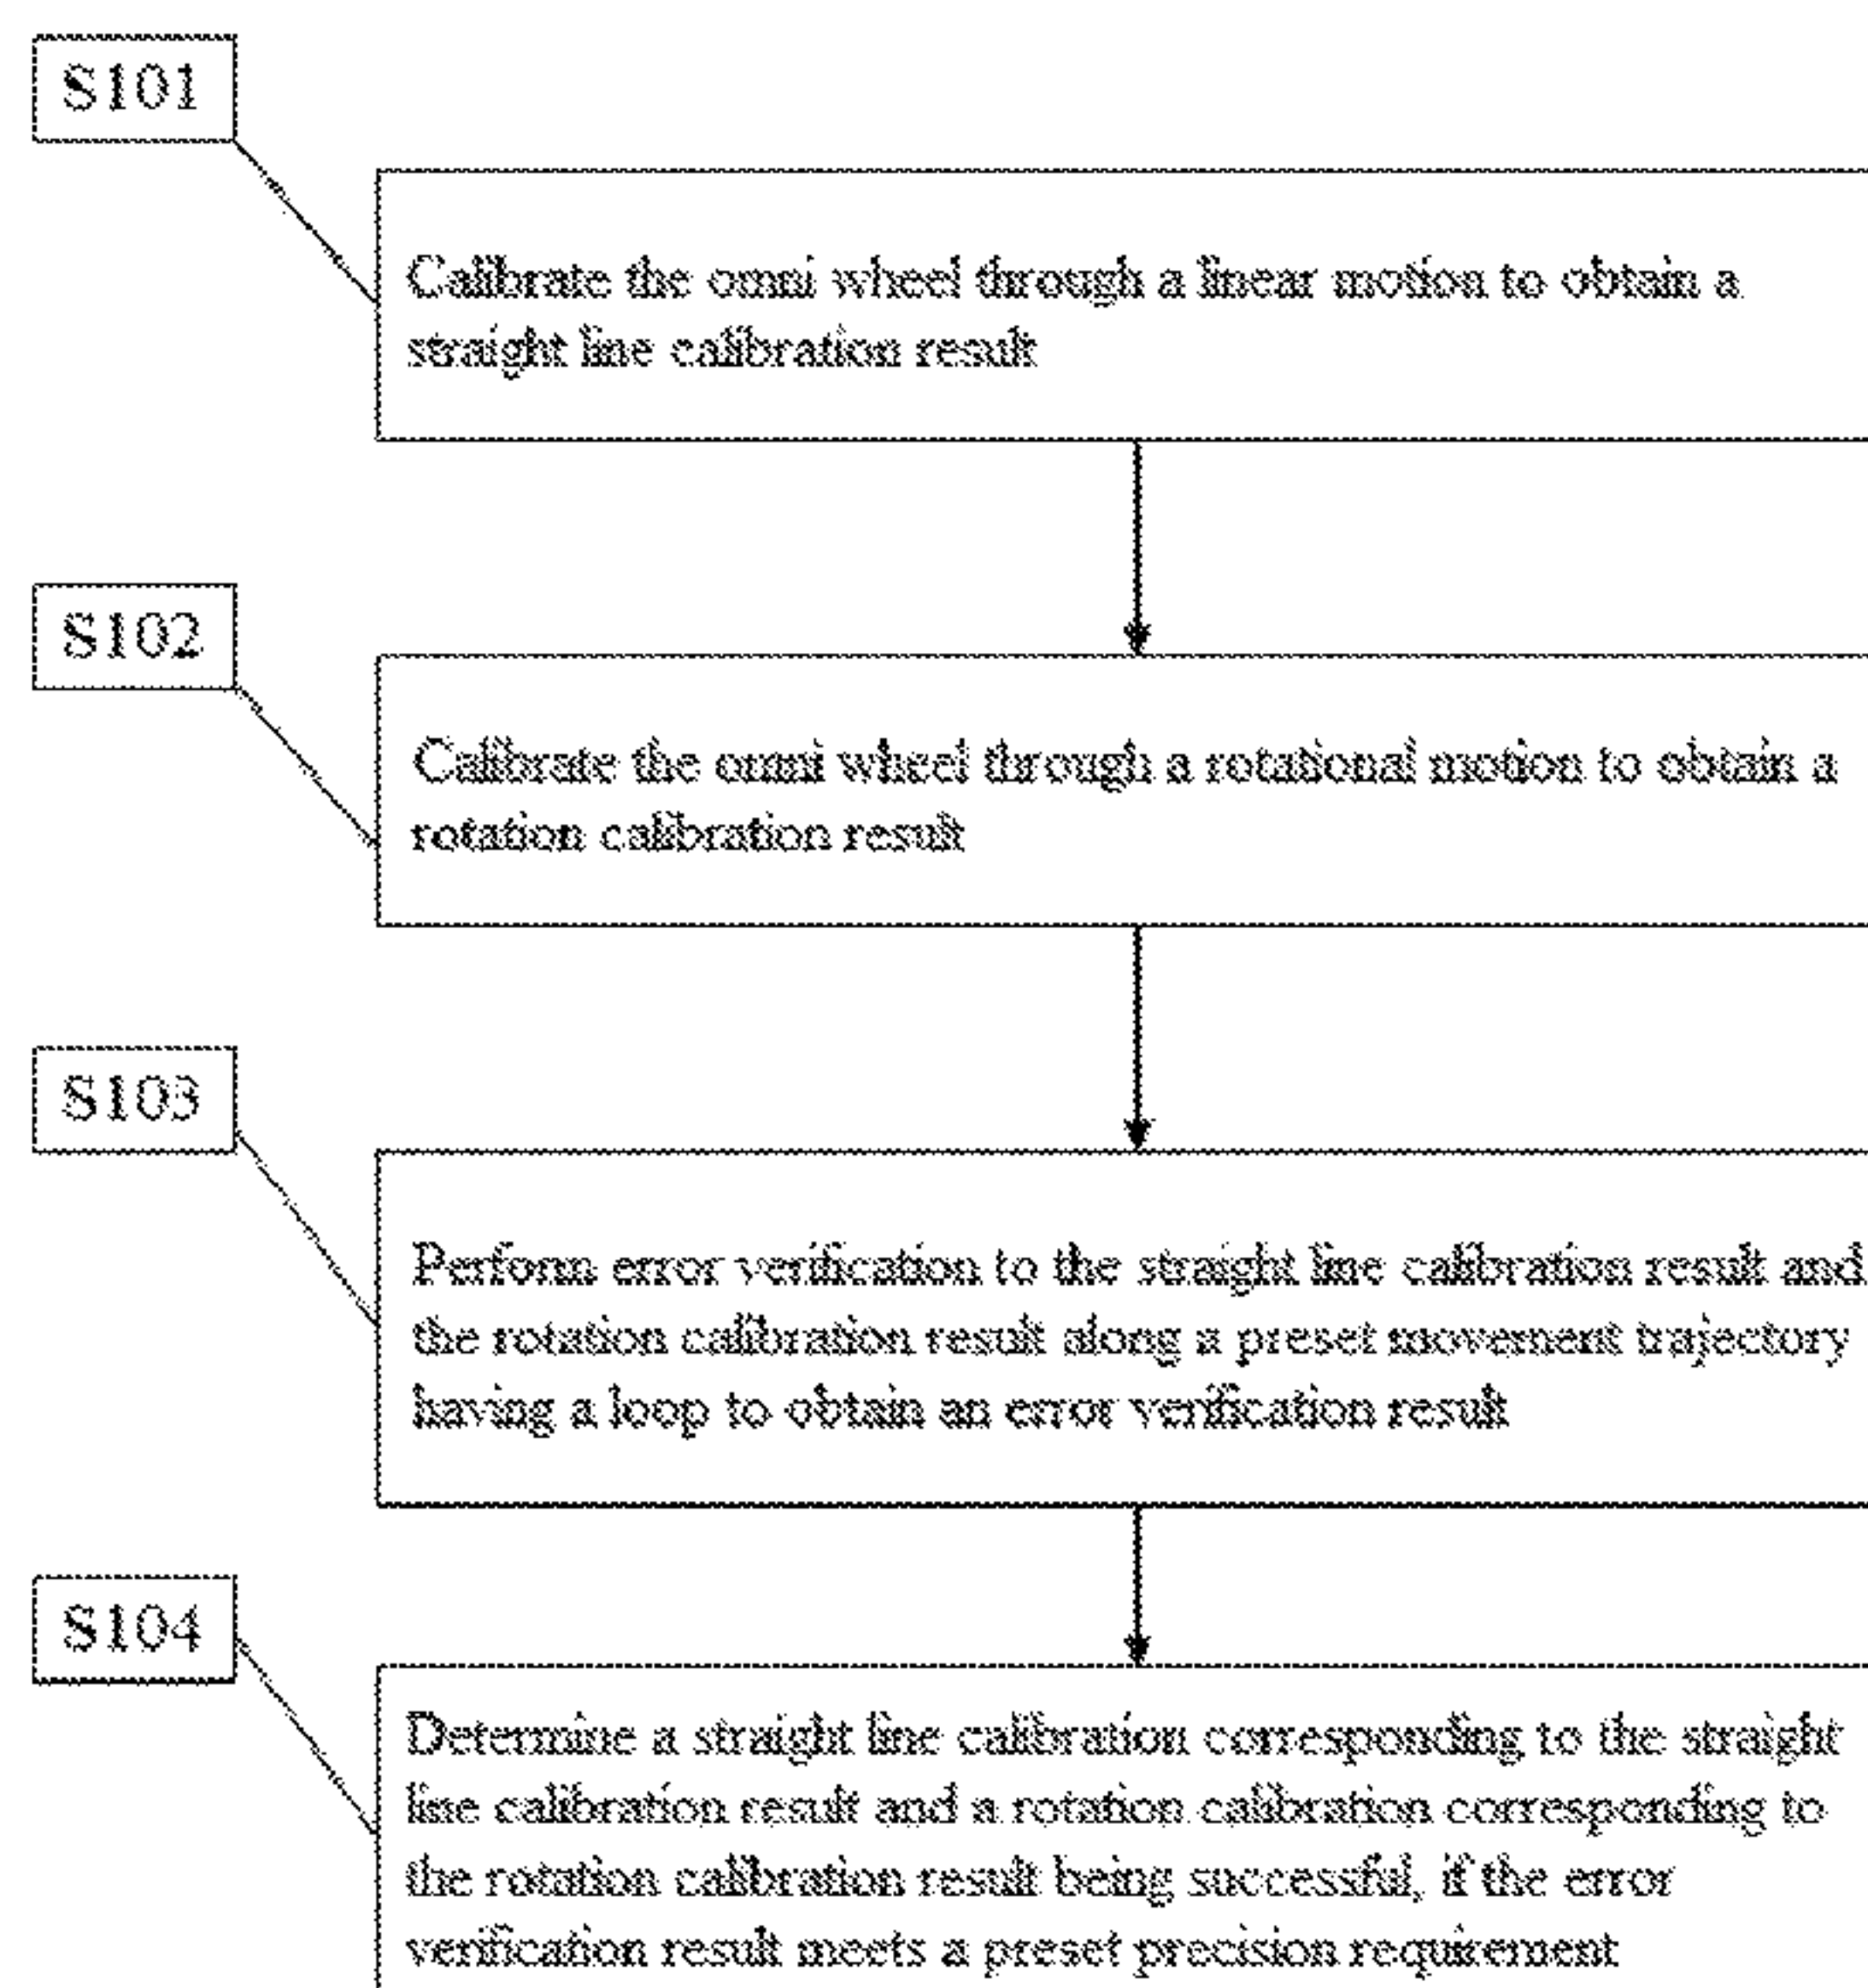 S101
Calibrate the omni wheel through a linear motion to obtain a
straight line calibration result
S102
Calibrate the omni wheel through a rotational motion to obtain a
rotation calibration result
S103
Perform error verification to the straight line calibration result and
the rotation calibration result along a preset movement trajectory
having a loop to obtain an error verification result
S104
Determine a straight line calibration corresponding to the straight
line calibration result and a rotation calibration corresponding to
the rotation calibration result being successful, if the error
verification result meets a preset precision requirement